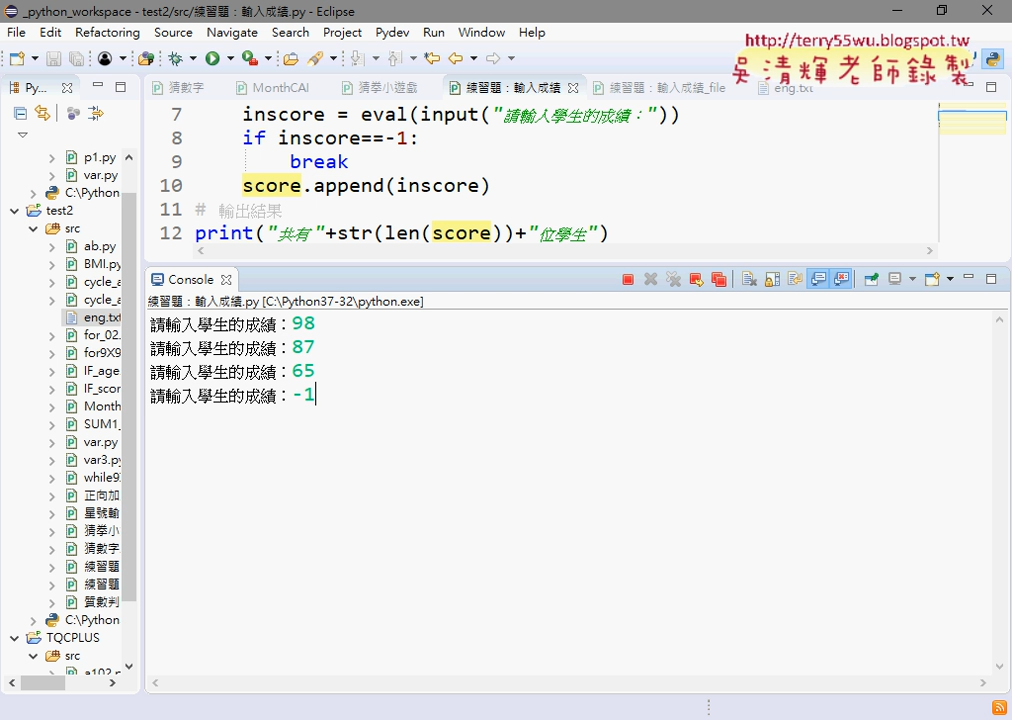 _python_workspace - test2/src/練習題：輸入成績.py - Eclipse
File Edit Refactoring Source Navigate Search Project Pydev Run Window Help
http://terry55wu.blogspot.tw
吳清輝老師錄製
Py...
猜數字
MonthCAl
猜拳小遊戲
練習題：輸入成績
練習題：輸入成績_file
eng.txt
7 inscore = eval(input("請輸入學生的成績："))
8 if inscore==-1:
9 break
10 score.append(inscore)
11 # 輸出結果
12 print("共有"+str(len(score))+"位學生")
p1.py
var.py
C:\Python
test2
src
ab.py
BMI.py
cycle_a
cycle_a
eng.txt
for_02.
for9X9
IF_age
IF_scor
Month
SUM1_
var.py
var3.py
while9
正向加
星號輸
猜拳小
猜數字
練習題
練習題
質數判
C:\Python
TQCPLUS
src
a102.p
Console
練習題：輸入成績.py [C:\Python37-32\python.exe]
請輸入學生的成績：98
請輸入學生的成績：87
請輸入學生的成績：65
請輸入學生的成績：-1